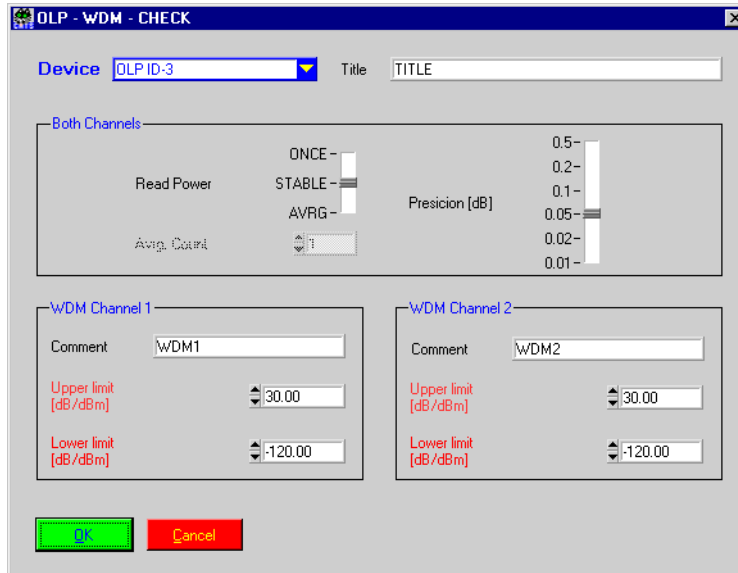 OLP - WDM - CHECK
Device OLP ID-3 Title TITLE
Both Channels
Read Power
ONCE
STABLE
AVRG
Avrg. Count 1
Presicion [dB]
0.5
0.2
0.1
0.05
0.02
0.01
WDM Channel 1
Comment WDM1
Upper limit
[dB/dBm] 30.00
Lower limit
[dB/dBm] -120.00
WDM Channel 2
Comment WDM2
Upper limit
[dB/dBm] 30.00
Lower limit
[dB/dBm] -120.00
OK Cancel